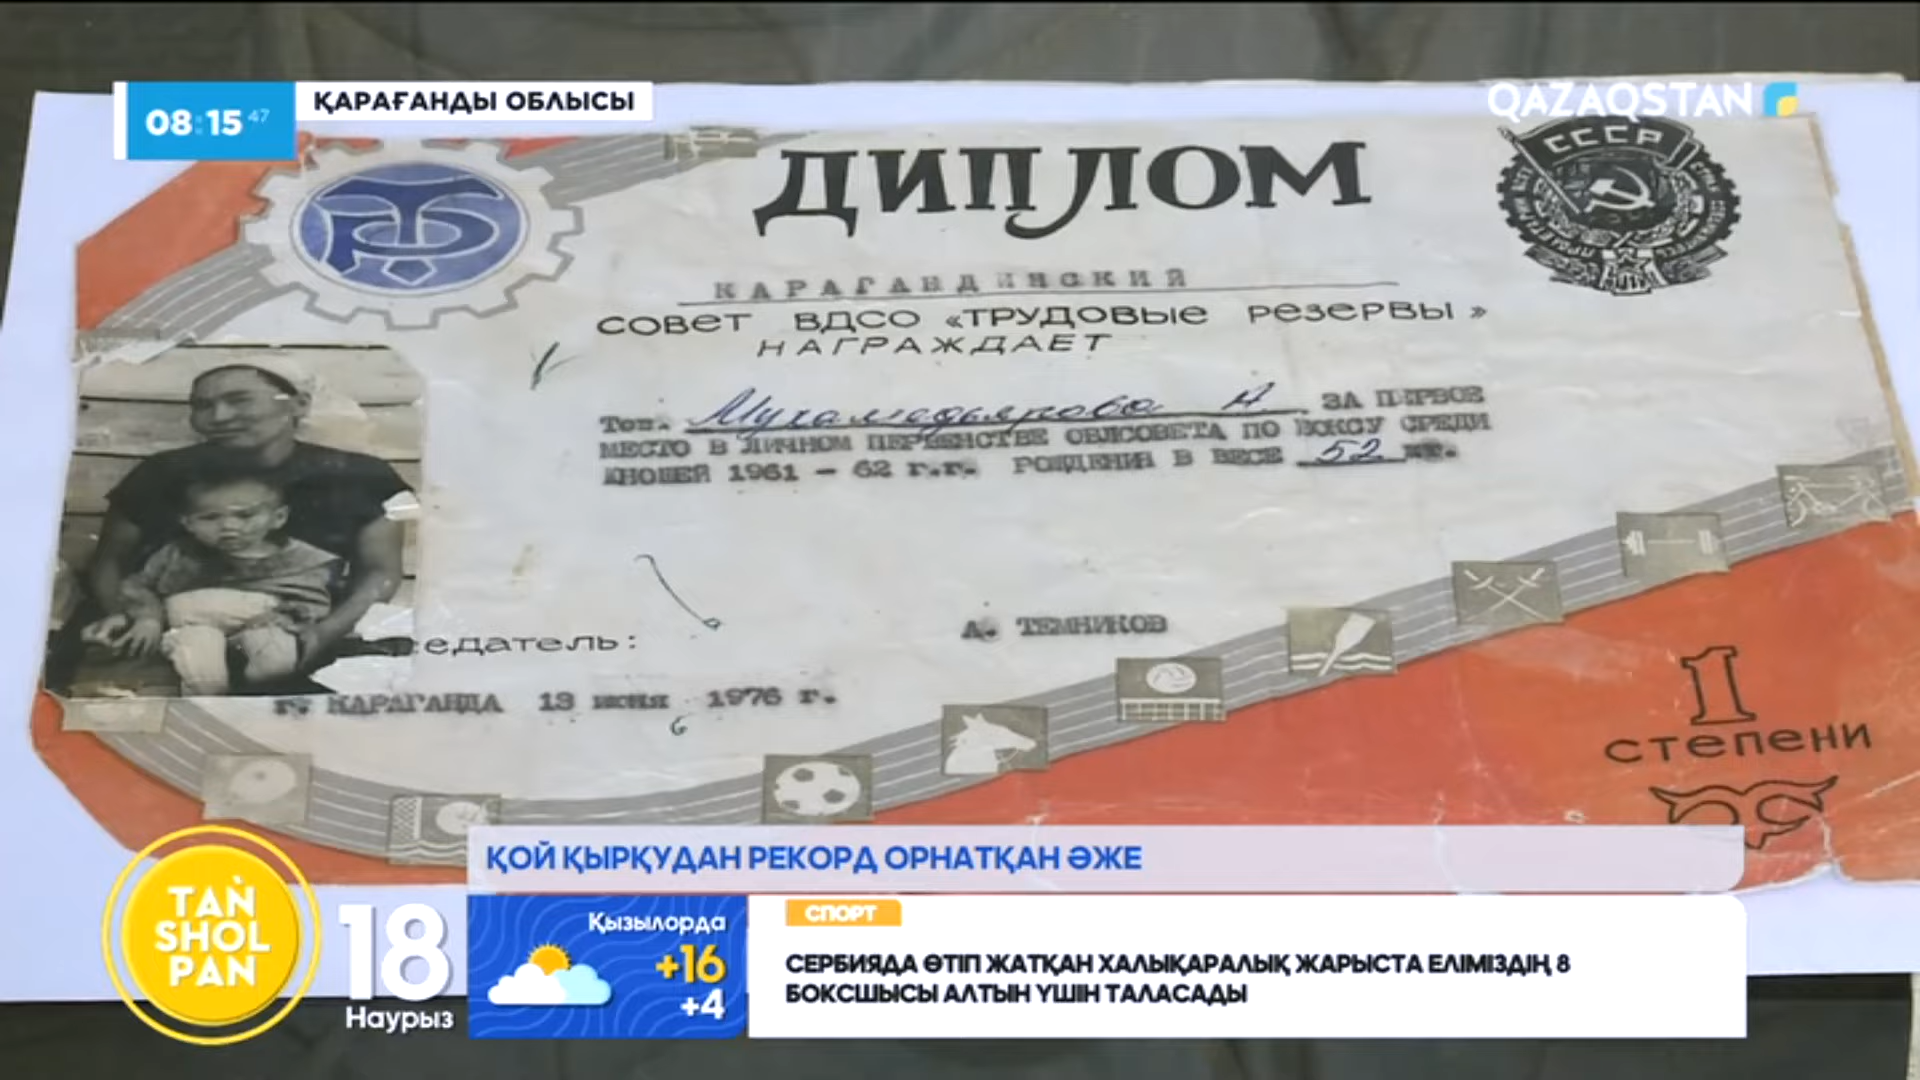 08:15 47
ҚАРАҒАНДЫ ОБЛЫСЫ
QAZAQSTAN
ДИПЛОМ
СССР
КАРАГАНДИНСКИЙ
СОВЕТ ВДСО «ТРУДОВЫЕ РЕЗЕРВЫ»
НАГРАЖДАЕТ
Тов. Мухамедьярова А. ЗА ПЕРВОЕ
МЕСТО В ЛИЧНОМ ПЕРВЕНСТВЕ ОБЛСОВЕТА ПО БОКСУ СРЕДИ
ЮНОШЕЙ 1961 - 62 г.г. РОЖДЕНИЯ В ВЕСЕ 52 кг.
седатель:
А. ТЕМНИКОВ
г. КАРАГАНДА 13 июня 1976 г.
1
степени
ҚОЙ ҚЫРҚУДАН РЕКОРД ОРНАТҚАН ӘЖЕ
TAŃ
SHOL
PAN
18
Наурыз
Қызылорда
+16
+4
СПОРТ
СЕРБИЯДА ӨТІП ЖАТҚАН ХАЛЫҚАРАЛЫҚ ЖАРЫСТА ЕЛІМІЗДІҢ 8
БОКСШЫСЫ АЛТЫН ҮШІН ТАЛАСАДЫ